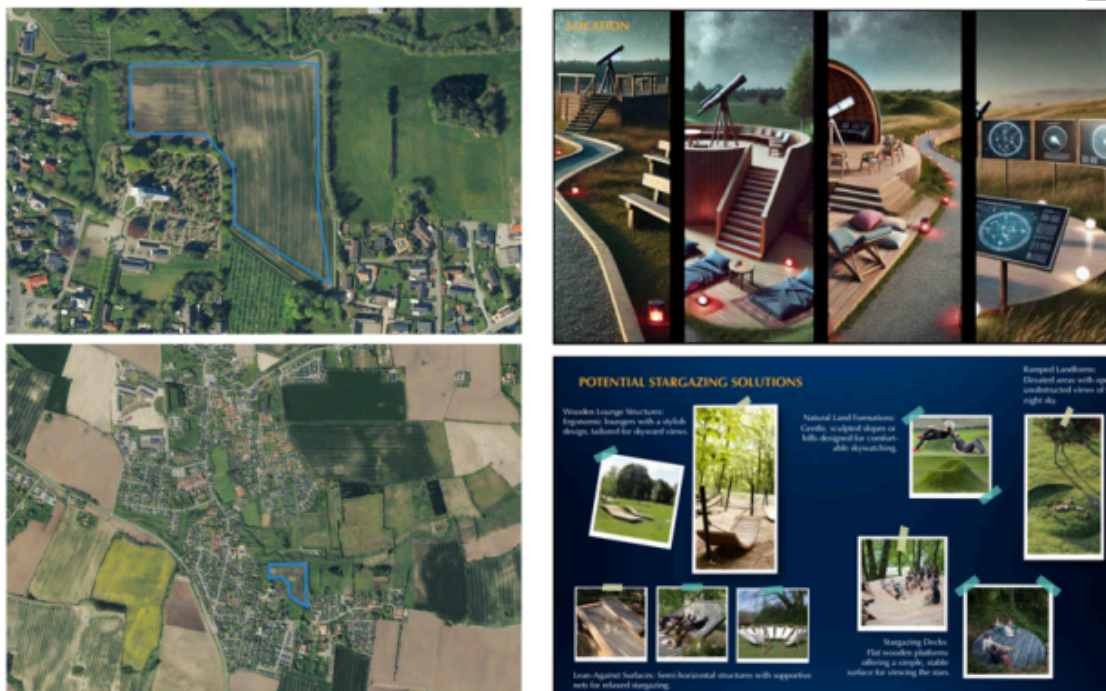 LOCATION
POTENTIAL STARGAZING SOLUTIONS
Wooden Lounge Structures:
Ergonomic loungers with a stylish
design, tailored for skyward views.
Natural Land Formations:
Gentle, sculpted slopes or
hills designed for comfort-
able skywatching.
Ramped Landforms:
Elevated areas with op
unobstructed views of
night sky.
Lean-Against Surfaces: Semi-horizontal structures with supportive
nets for relaxed stargazing.
Stargazing Decks:
Flat wooden platforms
offering a simple, stable
surface for viewing the stars.